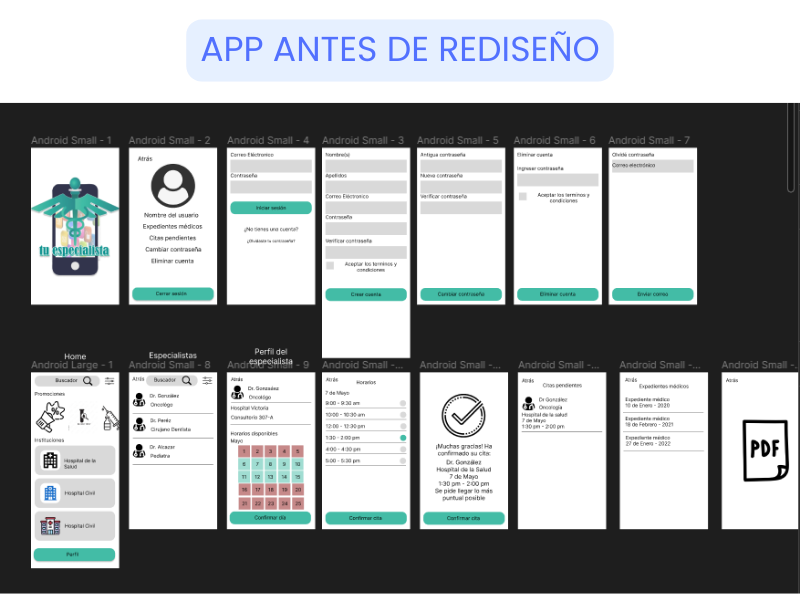 APP ANTES DE REDISEÑO
Android Small - 1
Android Small - 2
Android Small - 4
Android Small - 3
Android Small - 5
Android Small - 6
Android Small - 7
tu especialista
Atrás
Nombre del usuario
Expedientes médicos
Citas pendientes
Cambiar contraseña
Eliminar cuenta
Cerrar sesión
Correo Eléctronico
Contraseña
Iniciar sesión
¿No tienes una cuenta?
¿Olvidaste tu contraseña?
Nombre(s)
Apellidos
Correo Eléctronico
Contraseña
Verificar contraseña
Aceptar los terminos y
condiciones
Crear cuenta
Antigua contraseña
Nueva contraseña
Verificar contraseña
Cambiar contraseña
Eliminar cuenta
Ingresar contraseña
Aceptar los terminos y
condiciones
Eliminar cuenta
Olvidé contraseña
Correo electrónico
Enviar correo
Home
Especialistas
Perfil del
especialista
Android Large - 1
Android Small - 8
Android Small - 9
Android Small -...
Android Small -...
Android Small -...
Android Small -...
Android Small -...
Buscador
Promociones
Instituciones
Hospital de la
Salud
Hospital Civil
Hospital Civil
Perfil
Atrás
Buscador
Dr. González
Oncólogo
Dr. Peréz
Cirujano Dentista
Dr. Alcazar
Pediatra
Atrás
Dr. Gonzalez
Oncólogo
Hospital Victoria
Consultorio 307-A
Horarios disponibles
Mayo
1 2 3 4 5
6 7 8 9 10
11 12 13 14 15
16 17 18 19 20
21 22 23 24 25
Confirmar día
Atrás
Horarios
7 de Mayo
8:00 - 9:30 am
10:00 - 10:30 am
12:00 - 12:30 pm
1:30 - 2:00 pm
4:00 - 4:30 pm
5:00 - 5:30 pm
Confirmar cita
¡Muchas gracias! Ha
confirmado su cita:
Dr. González
Hospital de la Salud
7 de Mayo
1:30 pm - 2:00 pm
Se pide llegar lo más
puntual posible
Confirmar cita
Atrás
Citas pendientes
Dr González
Oncología
Hospital de la salud
7 de Mayo
1:30 pm - 2:00 pm
Atrás
Expedientes médicos
Expediente médico
15 de Enero - 2020
Expediente médico
18 de Febrero - 2021
Expediente médico
27 de Enero - 2022
Atrás
PDF